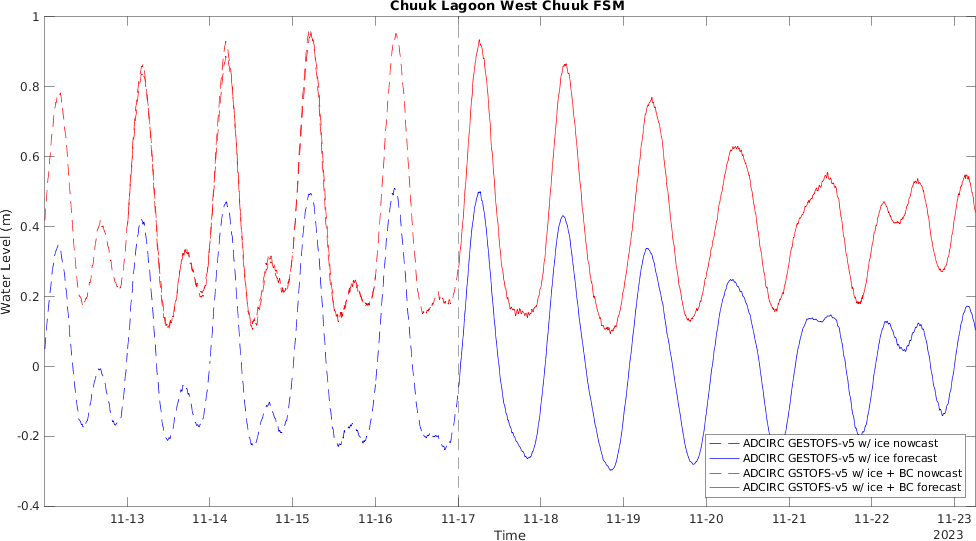 Chuuk Lagoon West Chuuk FSM
1
0.8
0.6
0.4
0.2
0
-0.2
-0.4
Water Level (m)
11-13
11-14
11-15
11-16
11-17
11-18
11-19
11-20
11-21
11-22
11-23
2023
Time
ADCIRC GESTOFS-v5 w/ ice nowcast
ADCIRC GESTOFS-v5 w/ ice forecast
ADCIRC GSTOFS-v5 w/ ice + BC nowcast
ADCIRC GSTOFS-v5 w/ ice + BC forecast